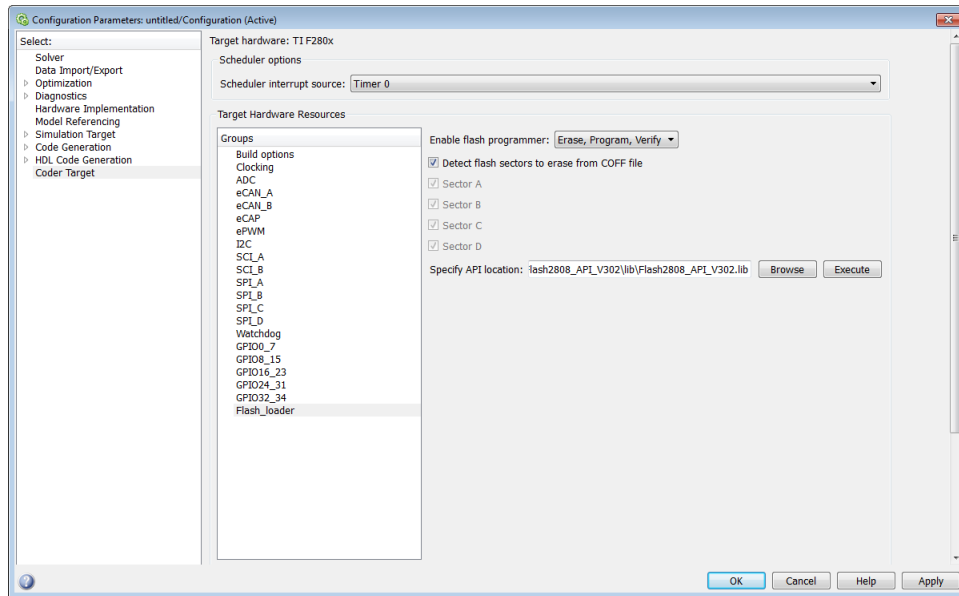 Configuration Parameters: untitled/Configuration (Active)
Select:
Solver
Data Import/Export
Optimization
Diagnostics
Hardware Implementation
Model Referencing
Simulation Target
Code Generation
HDL Code Generation
Coder Target
Target hardware: TI F280x
Scheduler options
Scheduler interrupt source: Timer 0
Target Hardware Resources
Groups
Build options
Clocking
ADC
eCAN_A
eCAN_B
eCAP
ePWM
I2C
SCI_A
SCI_B
SPI_A
SPI_B
SPI_C
SPI_D
Watchdog
GPIO0_7
GPIO8_15
GPIO16_23
GPIO24_31
GPIO32_34
Flash_loader
Enable flash programmer: Erase, Program, Verify
Detect flash sectors to erase from COFF file
Sector A
Sector B
Sector C
Sector D
Specify API location: lash2808_API_V302\lib\Flash2808_API_V302.lib Browse Execute
OK Cancel Help Apply